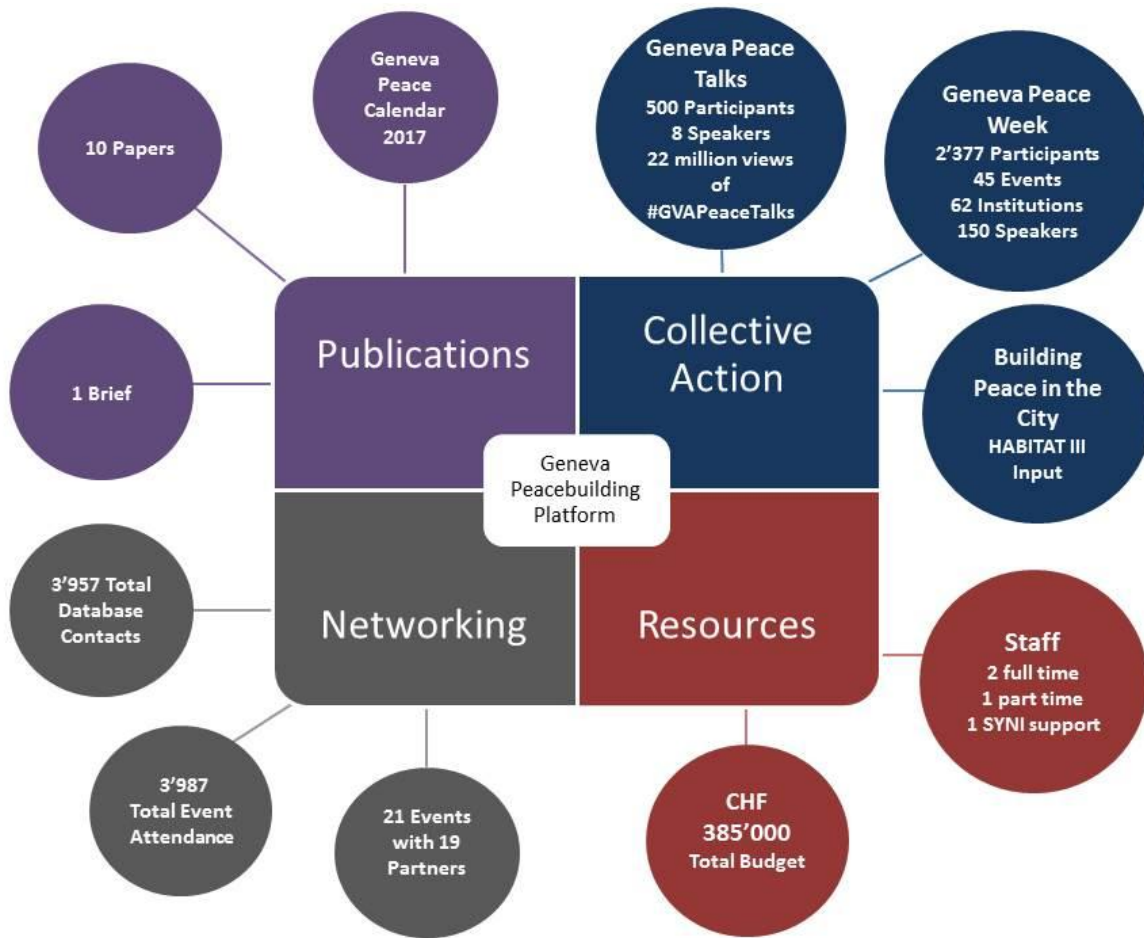 10 Papers
Geneva
Peace
Calendar
2017
Geneva Peace
Talks
500 Participants
8 Speakers
22 million views
of
#GVAPeaceTalks
Geneva Peace
Week
2'377 Participants
45 Events
62 Institutions
150 Speakers
1 Brief
Publications
Collective
Action
Building
Peace in the
City
HABITAT III
Input
Geneva
Peacebuilding
Platform
3'957 Total
Database
Contacts
Networking
Resources
Staff
2 full time
1 part time
1 SYNI support
3'987
Total Event
Attendance
21 Events
with 19
Partners
CHF
385'000
Total Budget